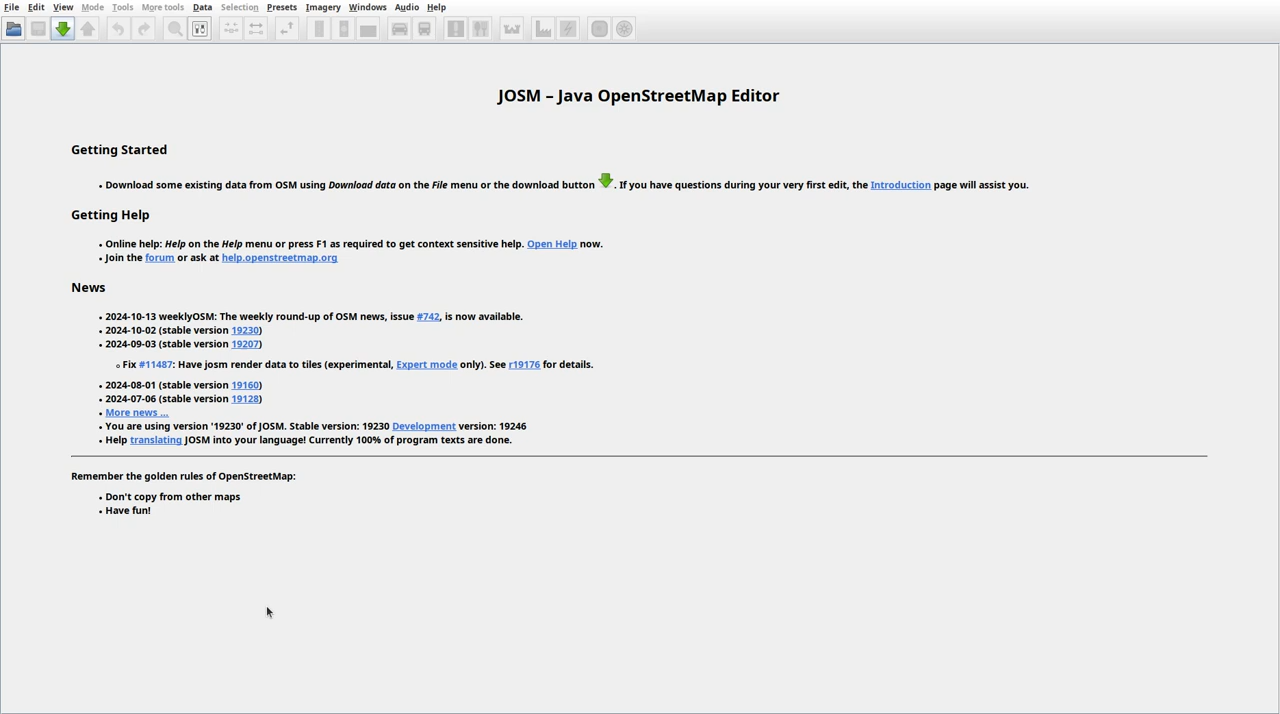 File Edit View Mode Tools More tools Data Selection Presets Imagery Windows Audio Help
JOSM – Java OpenStreetMap Editor
Getting Started
• Download some existing data from OSM using Download data on the File menu or the download button . If you have questions during your very first edit, the Introduction page will assist you.
Getting Help
• Online help: Help on the Help menu or press F1 as required to get context sensitive help. Open Help now.
• Join the forum or ask at help.openstreetmap.org
News
• 2024-10-13 weeklyOSM: The weekly round-up of OSM news, issue #742, is now available.
• 2024-10-02 (stable version 19230)
• 2024-09-03 (stable version 19207)
◦ Fix #11487: Have josm render data to tiles (experimental, Expert mode only). See r19176 for details.
• 2024-08-01 (stable version 19160)
• 2024-07-06 (stable version 19128)
• More news ...
• You are using version '19230' of JOSM. Stable version: 19230 Development version: 19246
• Help translating JOSM into your language! Currently 100% of program texts are done.
Remember the golden rules of OpenStreetMap:
• Don't copy from other maps
• Have fun!